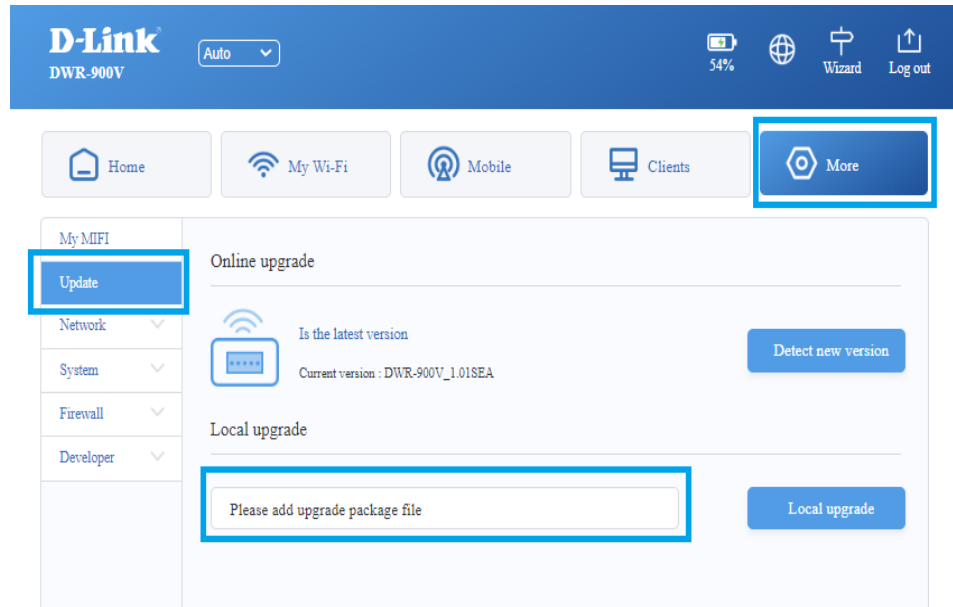 D-Link
DWR-900V
Auto
54%
Wizard
Log out
Home
My Wi-Fi
Mobile
Clients
More
My MIFI
Update
Network
System
Firewall
Developer
Online upgrade
Is the latest version
Current version : DWR-900V_1.01SEA
Detect new version
Local upgrade
Please add upgrade package file
Local upgrade